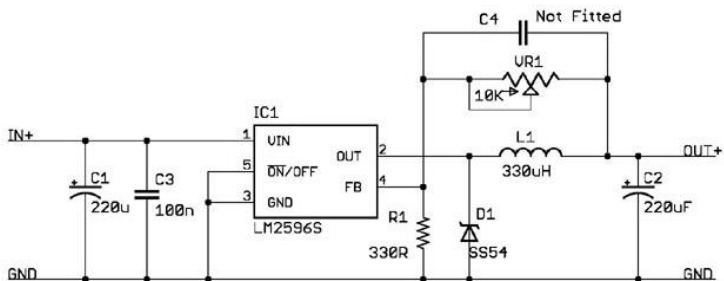 C4 Not Fitted
VR1
10K
IC1
IN+
1 VIN
OUT 2
L1
OUT+
5 ON/OFF
330uH
C1
220u
C3
100n
FB 4
3 GND
R1
330R
D1
SS54
C2
220uF
LM2596S
GND
GND